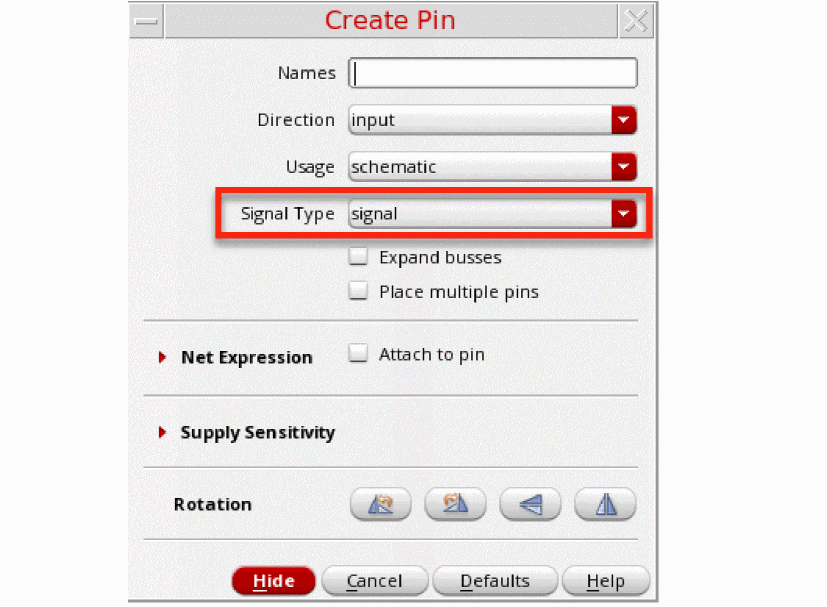 Create Pin
Names
Direction input
Usage schematic
Signal Type signal
Expand busses
Place multiple pins
Net Expression Attach to pin
Supply Sensitivity
Rotation
Hide Cancel Defaults Help